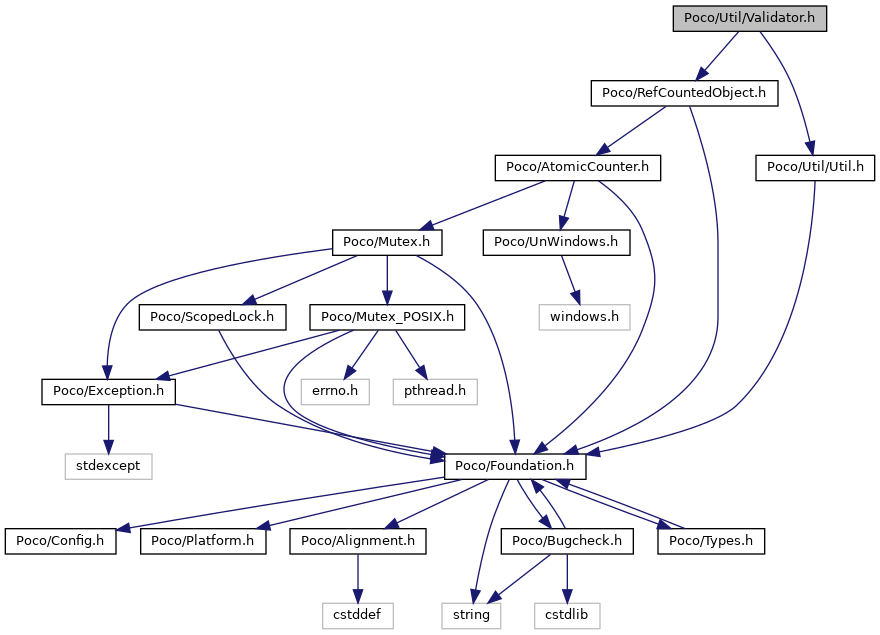 Poco/Util/Validator.h
Poco/RefCountedObject.h
Poco/AtomicCounter.h
Poco/Util/Util.h
Poco/Mutex.h
Poco/UnWindows.h
Poco/ScopedLock.h
Poco/Mutex_POSIX.h
windows.h
Poco/Exception.h
errno.h
pthread.h
stdexcept
Poco/Foundation.h
Poco/Config.h
Poco/Platform.h
Poco/Alignment.h
Poco/Bugcheck.h
Poco/Types.h
cstddef
string
cstdlib